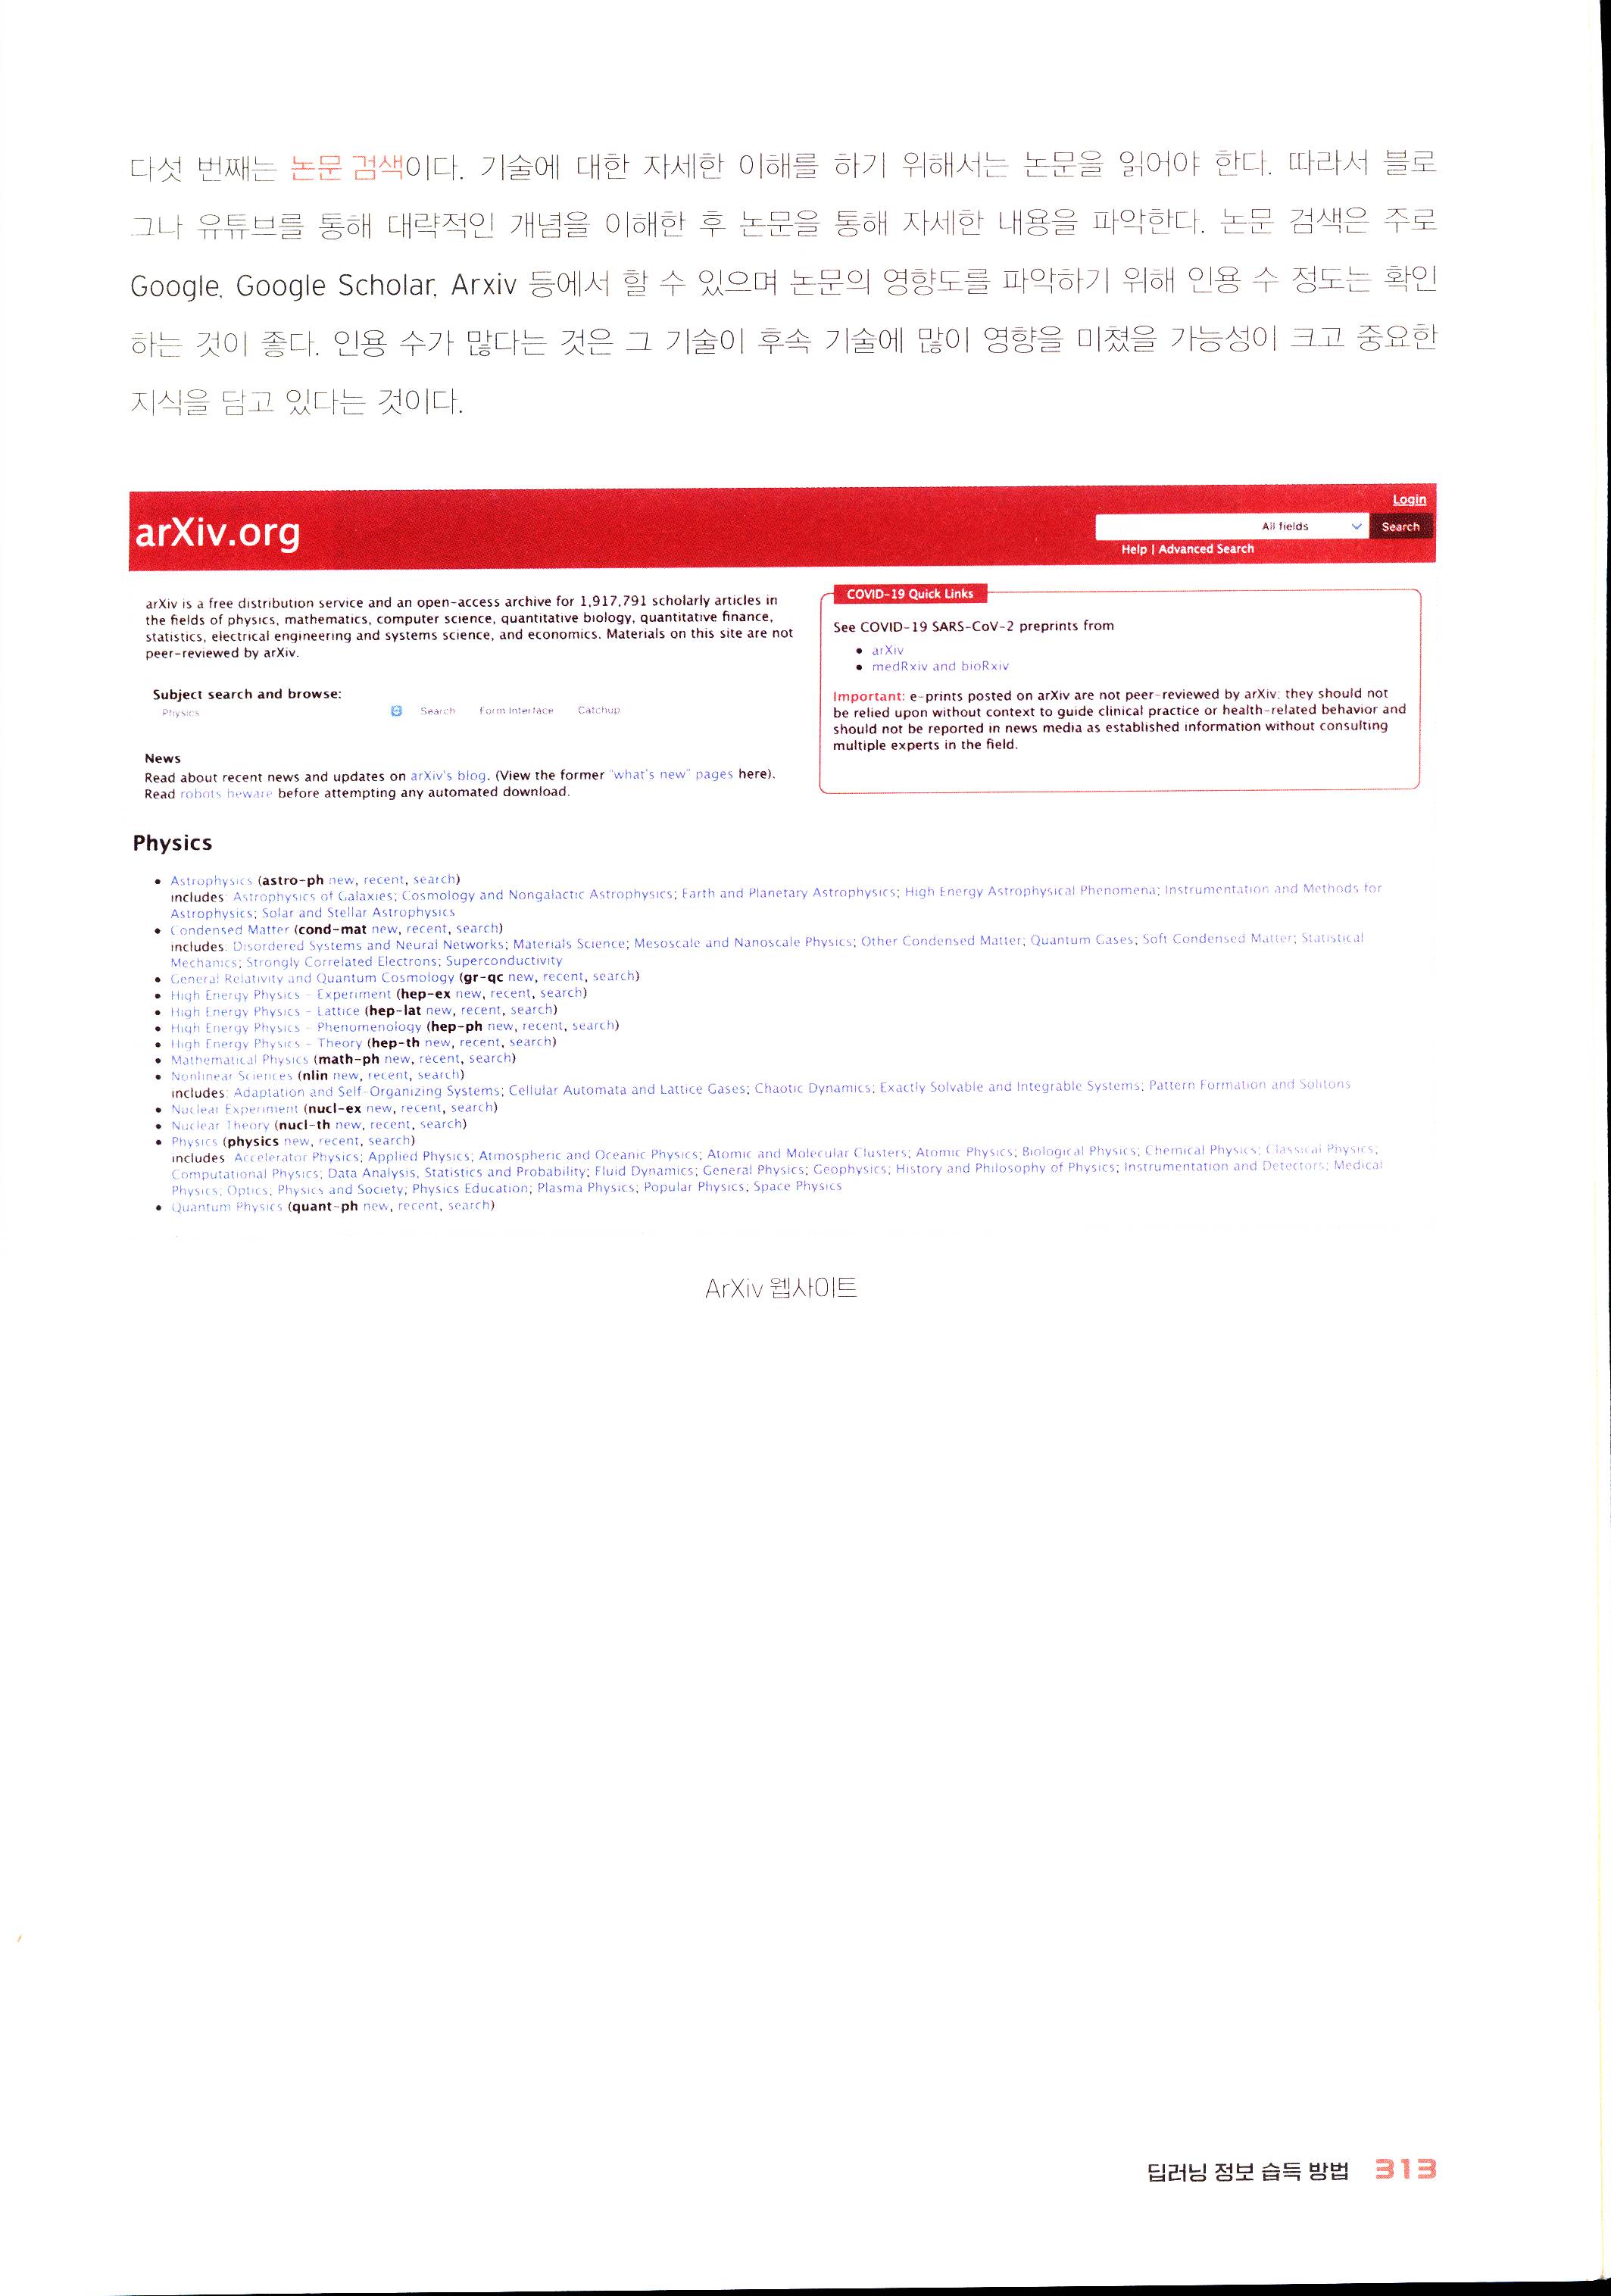 다섯 번째는 논문 검색이다. 기술에 대한 자세한 이해를 하기 위해서는 논문을 읽어야 한다. 따라서 블로
그나 유튜브를 통해 대략적인 개념을 이해한 후 논문을 통해 자세한 내용을 파악한다. 논문 검색은 주로
Google, Google Scholar, Arxiv 등에서 할 수 있으며 논문의 영향도를 파악하기 위해 인용 수 정도는 확인
하는 것이 좋다. 인용 수가 많다는 것은 그 기술이 후속 기술에 많이 영향을 미쳤을 가능성이 크고 중요한
지식을 담고 있다는 것이다.
Login
arXiv.org
All fields Search
Help | Advanced Search
arXiv is a free distribution service and an open-access archive for 1,917,791 scholarly articles in
the fields of physics, mathematics, computer science, quantitative biology, quantitative finance,
statistics, electrical engineering and systems science, and economics. Materials on this site are not
peer-reviewed by arXiv.
Subject search and browse:
Physics Search Form Interface Catchup
News
Read about recent news and updates on arXiv's blog. (View the former "what's new" pages here).
Read robots beware before attempting any automated download.
COVID-19 Quick Links
See COVID-19 SARS-CoV-2 preprints from
• arXiv
• medRxiv and bioRxiv
Important: e-prints posted on arXiv are not peer-reviewed by arXiv; they should not
be relied upon without context to guide clinical practice or health-related behavior and
should not be reported in news media as established information without consulting
multiple experts in the field.
Physics
• Astrophysics (astro-ph new, recent, search)
includes: Astrophysics of Galaxies; Cosmology and Nongalactic Astrophysics; Earth and Planetary Astrophysics; High Energy Astrophysical Phenomena; Instrumentation and Methods for
Astrophysics; Solar and Stellar Astrophysics
• Condensed Matter (cond-mat new, recent, search)
includes: Disordered Systems and Neural Networks; Materials Science; Mesoscale and Nanoscale Physics; Other Condensed Matter; Quantum Gases; Soft Condensed Matter; Statistical
Mechanics; Strongly Correlated Electrons; Superconductivity
• General Relativity and Quantum Cosmology (gr-qc new, recent, search)
• High Energy Physics - Experiment (hep-ex new, recent, search)
• High Energy Physics - Lattice (hep-lat new, recent, search)
• High Energy Physics - Phenomenology (hep-ph new, recent, search)
• High Energy Physics - Theory (hep-th new, recent, search)
• Mathematical Physics (math-ph new, recent, search)
• Nonlinear Sciences (nlin new, recent, search)
includes: Adaptation and Self-Organizing Systems; Cellular Automata and Lattice Gases; Chaotic Dynamics; Exactly Solvable and Integrable Systems; Pattern Formation and Solitons
• Nuclear Experiment (nucl-ex new, recent, search)
• Nuclear Theory (nucl-th new, recent, search)
• Physics (physics new, recent, search)
includes: Accelerator Physics; Applied Physics; Atmospheric and Oceanic Physics; Atomic and Molecular Clusters; Atomic Physics; Biological Physics; Chemical Physics; Classical Physics;
Computational Physics; Data Analysis, Statistics and Probability; Fluid Dynamics; General Physics; Geophysics; History and Philosophy of Physics; Instrumentation and Detectors; Medical
Physics; Optics; Physics and Society; Physics Education; Plasma Physics; Popular Physics; Space Physics
• Quantum Physics (quant-ph new, recent, search)
ArXiv 웹사이트
딥러닝 정보 습득 방법 313